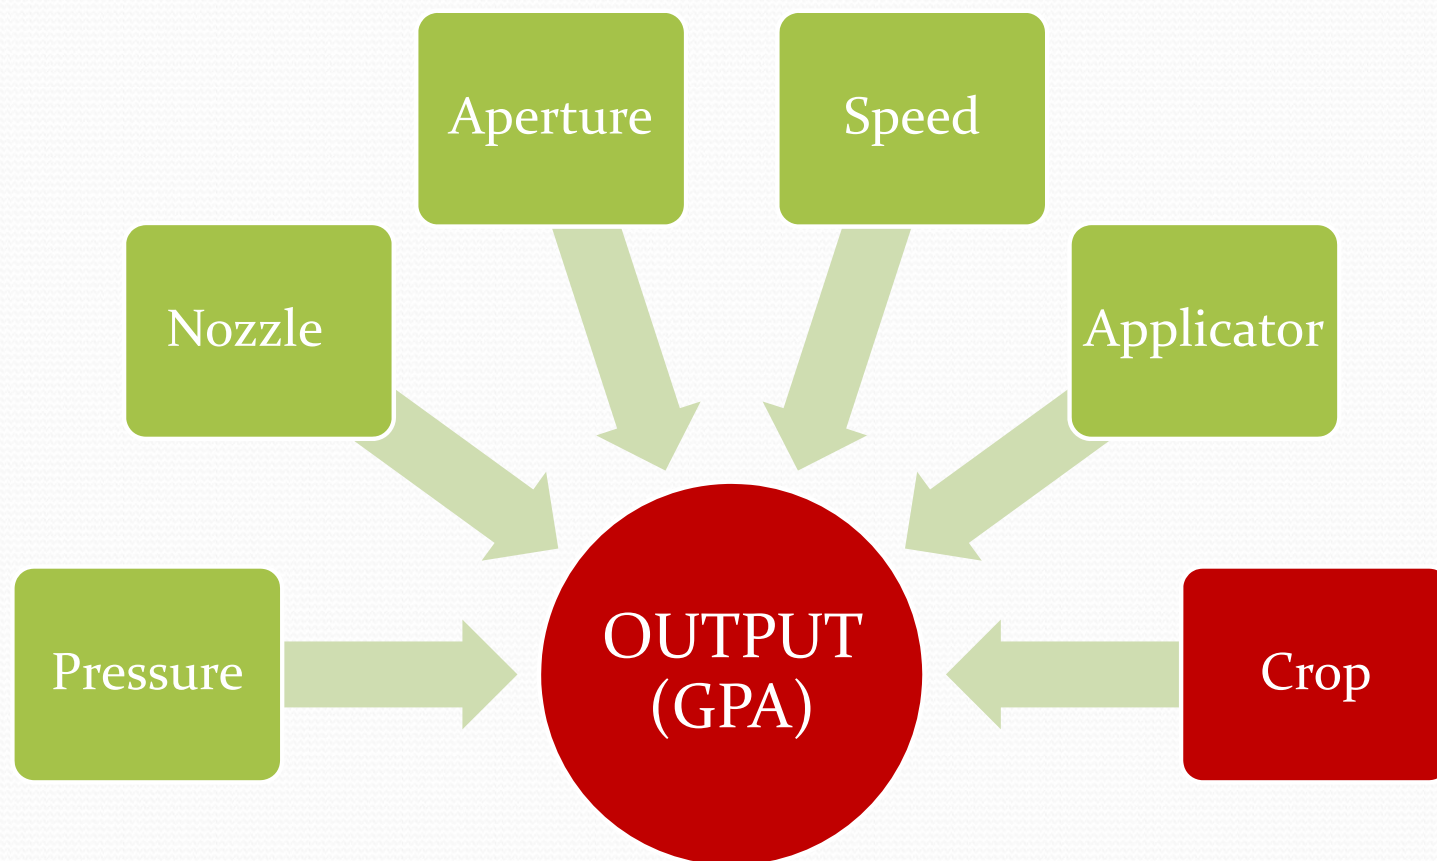 Aperture
Speed
Nozzle
Applicator
Pressure
OUTPUT
(GPA)
Crop